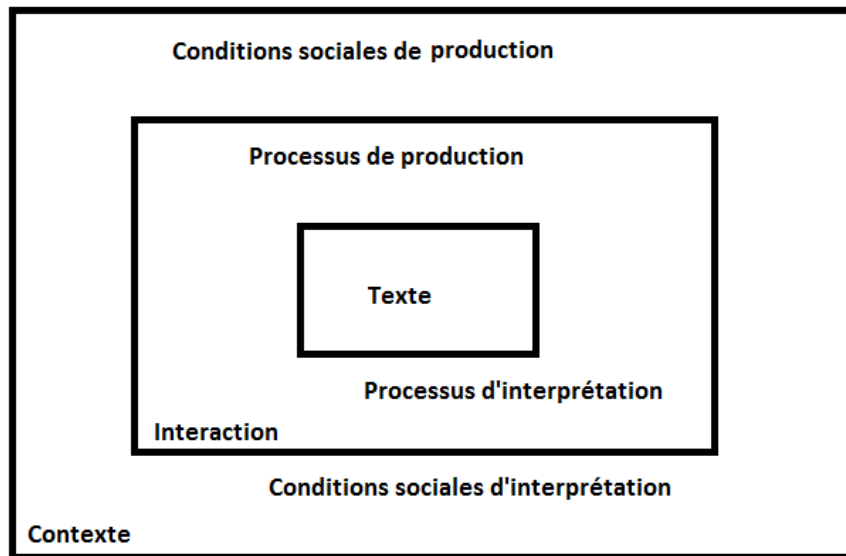 Conditions sociales de production
Processus de production
Texte
Processus d'interprétation
Interaction
Conditions sociales d'interprétation
Contexte